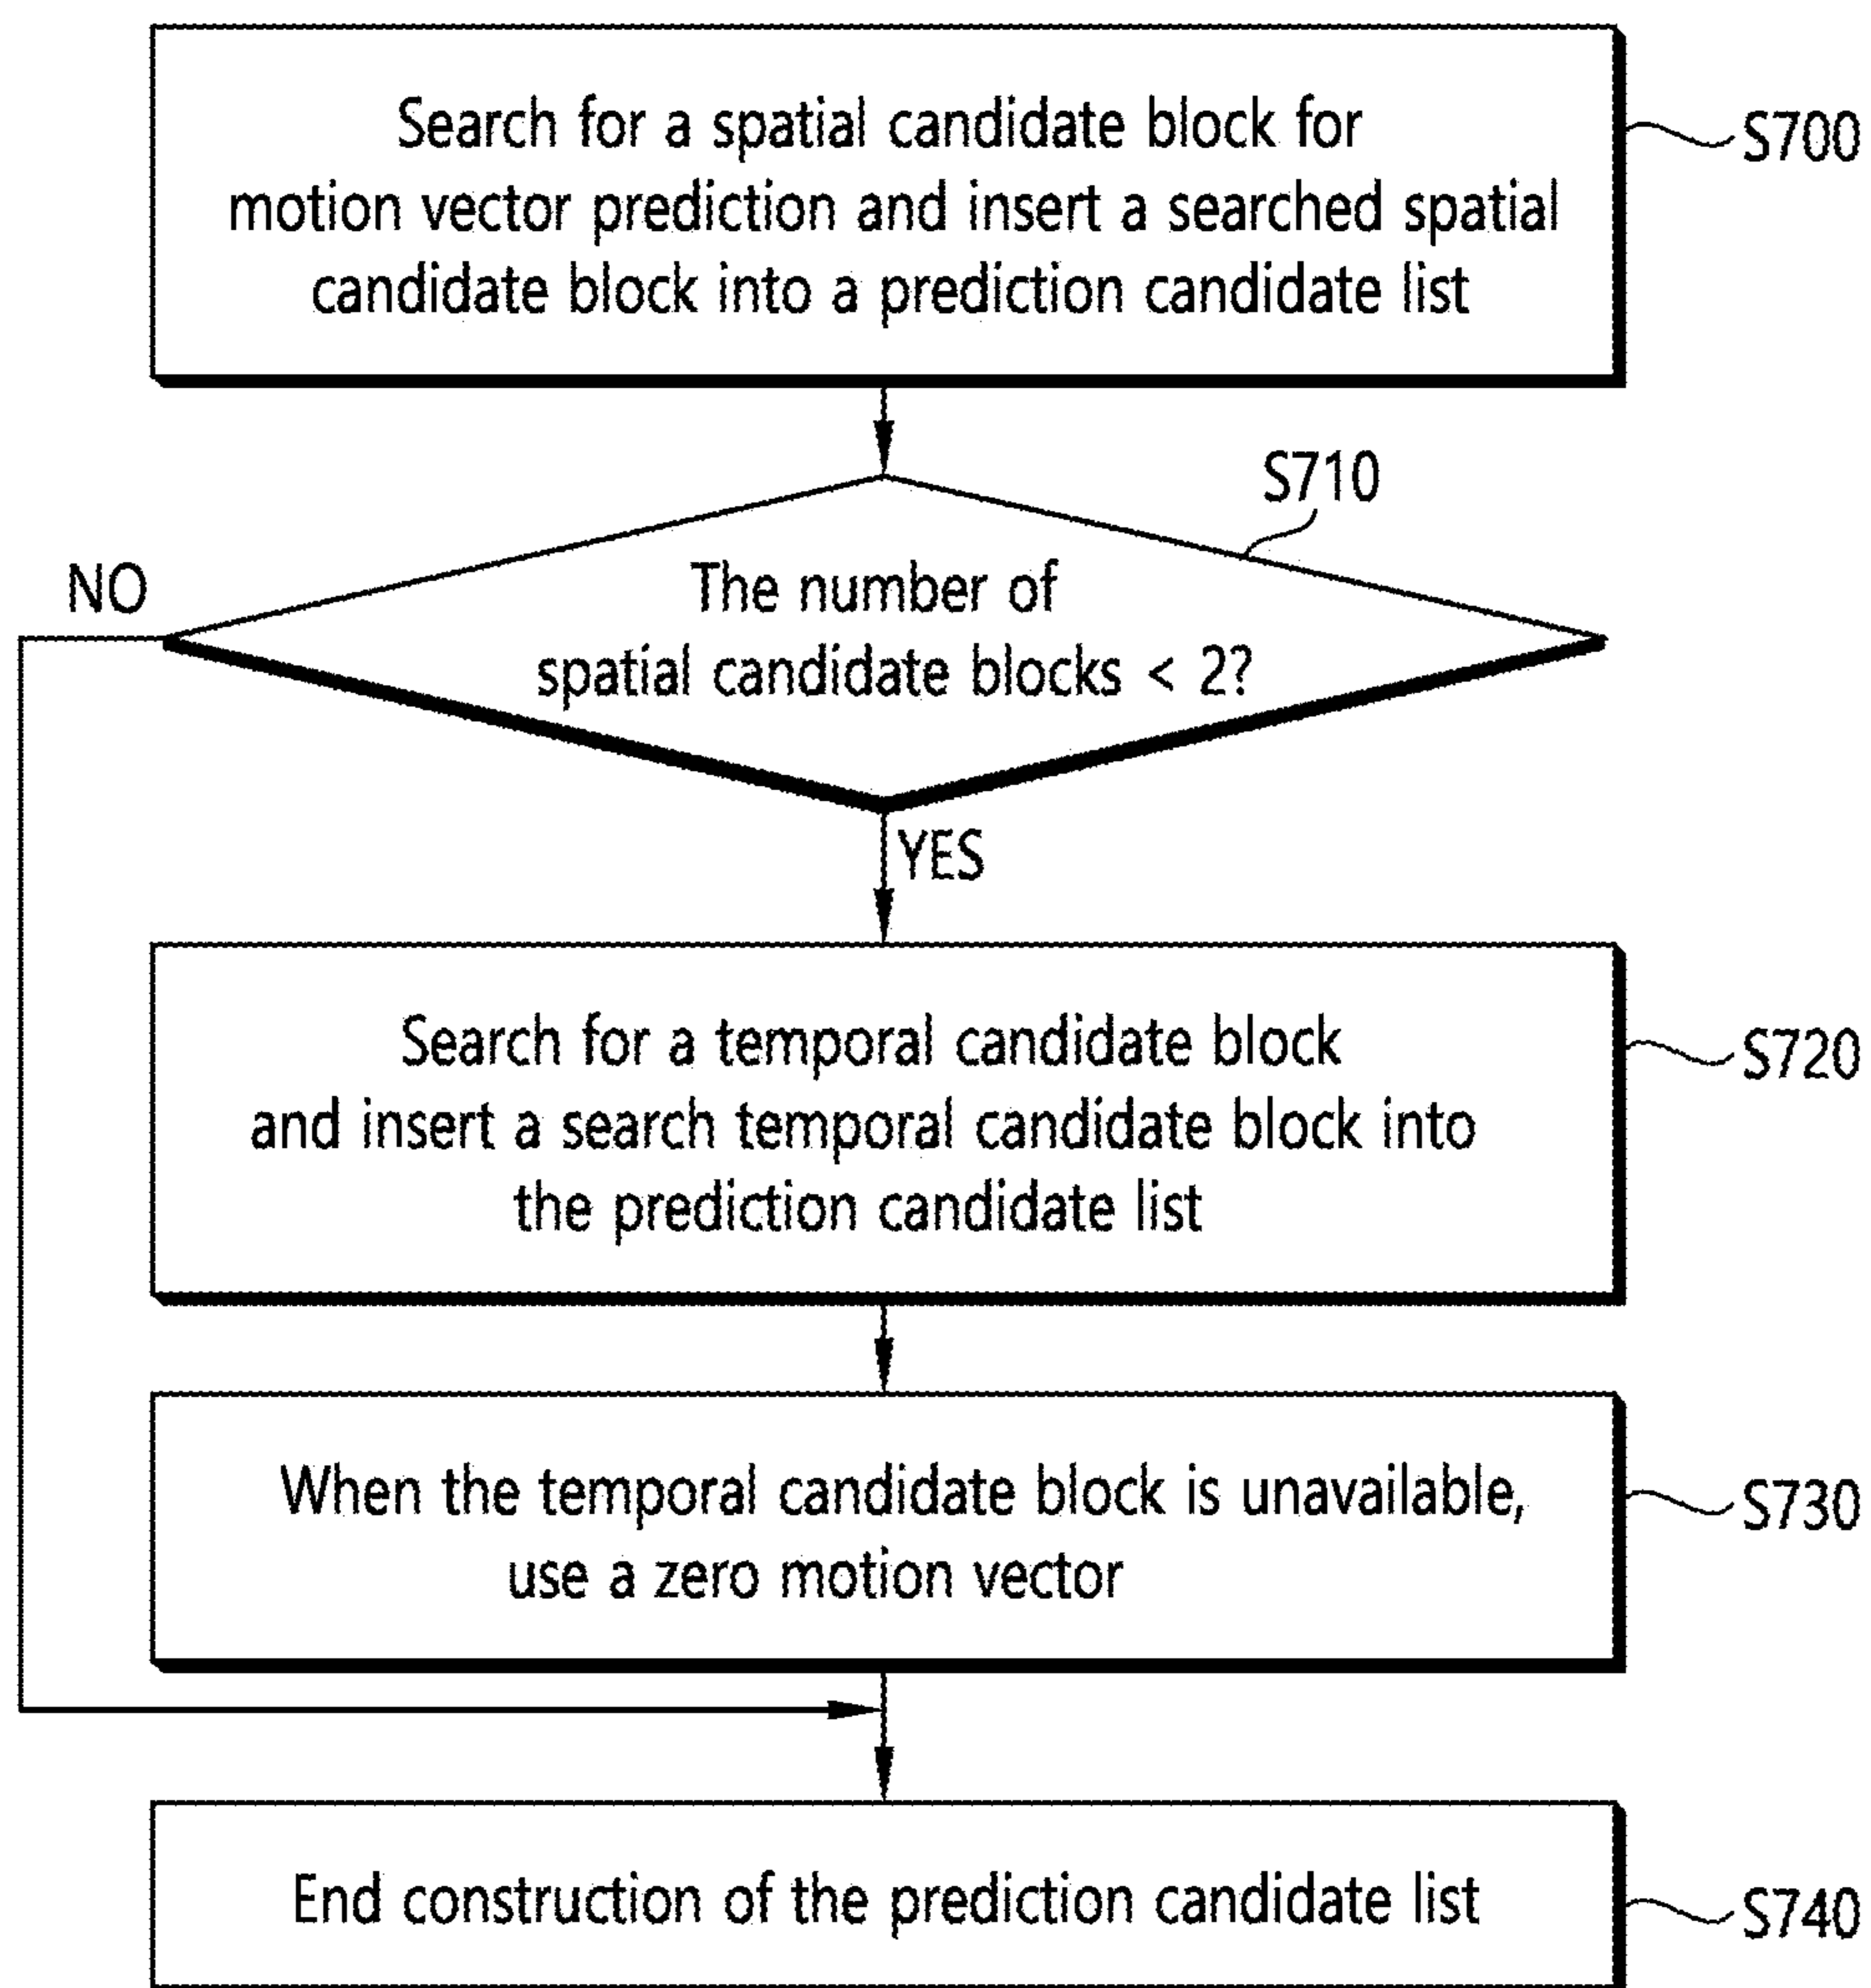 Search for a spatial candidate block for
motion vector prediction and insert a searched spatial
candidate block into a prediction candidate list
S700
S710
The number of
spatial candidate blocks < 2?
NO
YES
Search for a temporal candidate block
and insert a search temporal candidate block into
the prediction candidate list
S720
When the temporal candidate block is unavailable,
use a zero motion vector
S730
End construction of the prediction candidate list
S740